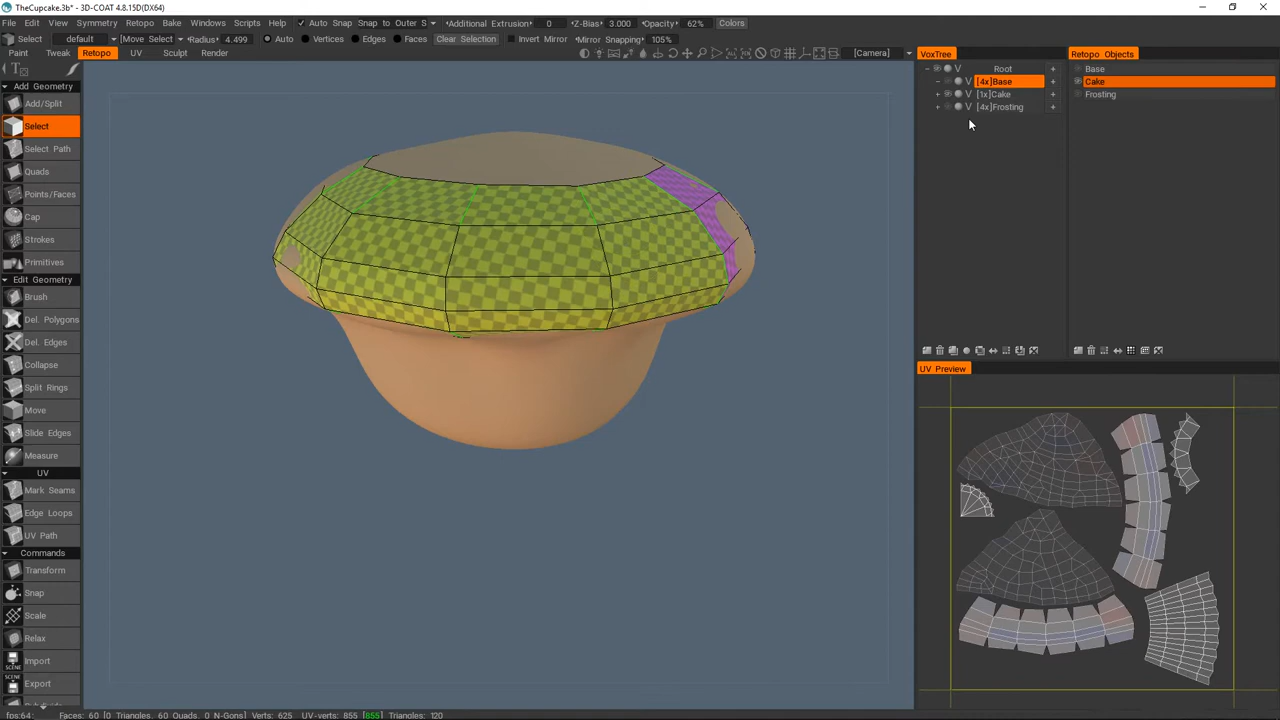 TheCupcake.3b* - 3D-COAT 4.8.15D(DX64)
File Edit View Symmetry Retopo Bake Windows Scripts Help Auto Snap Snap to Outer S Additional Extrusion 0 Z-Bias 3.000 Opacity 62% Colors
Select default [Move Select] Radius 4.499 Auto Vertices Edges Faces Clear Selection Invert Mirror Mirror Snapping 105%
Paint Tweak Retopo UV Sculpt Render [Camera]
Add Geometry
Add/Split
Select
Select Path
Quads
Points/Faces
Cap
Strokes
Primitives
Edit Geometry
Brush
Del. Polygons
Del. Edges
Collapse
Split Rings
Move
Slide Edges
Measure
UV
Mark Seams
Edge Loops
UV Path
Commands
Transform
Snap
Scale
Relax
Import
SCENE
Export
SCENE
VoxTree
V Root +
V [4x]Base +
+ V [1x]Cake +
+ V [4x]Frosting +
Retopo Objects
Base
Cake
Frosting
UV Preview
fps:64; Faces: 60 [0 Triangles, 60 Quads, 0 N-Gons] Verts: 625 UV-verts: 855 [855] Triangles: 120